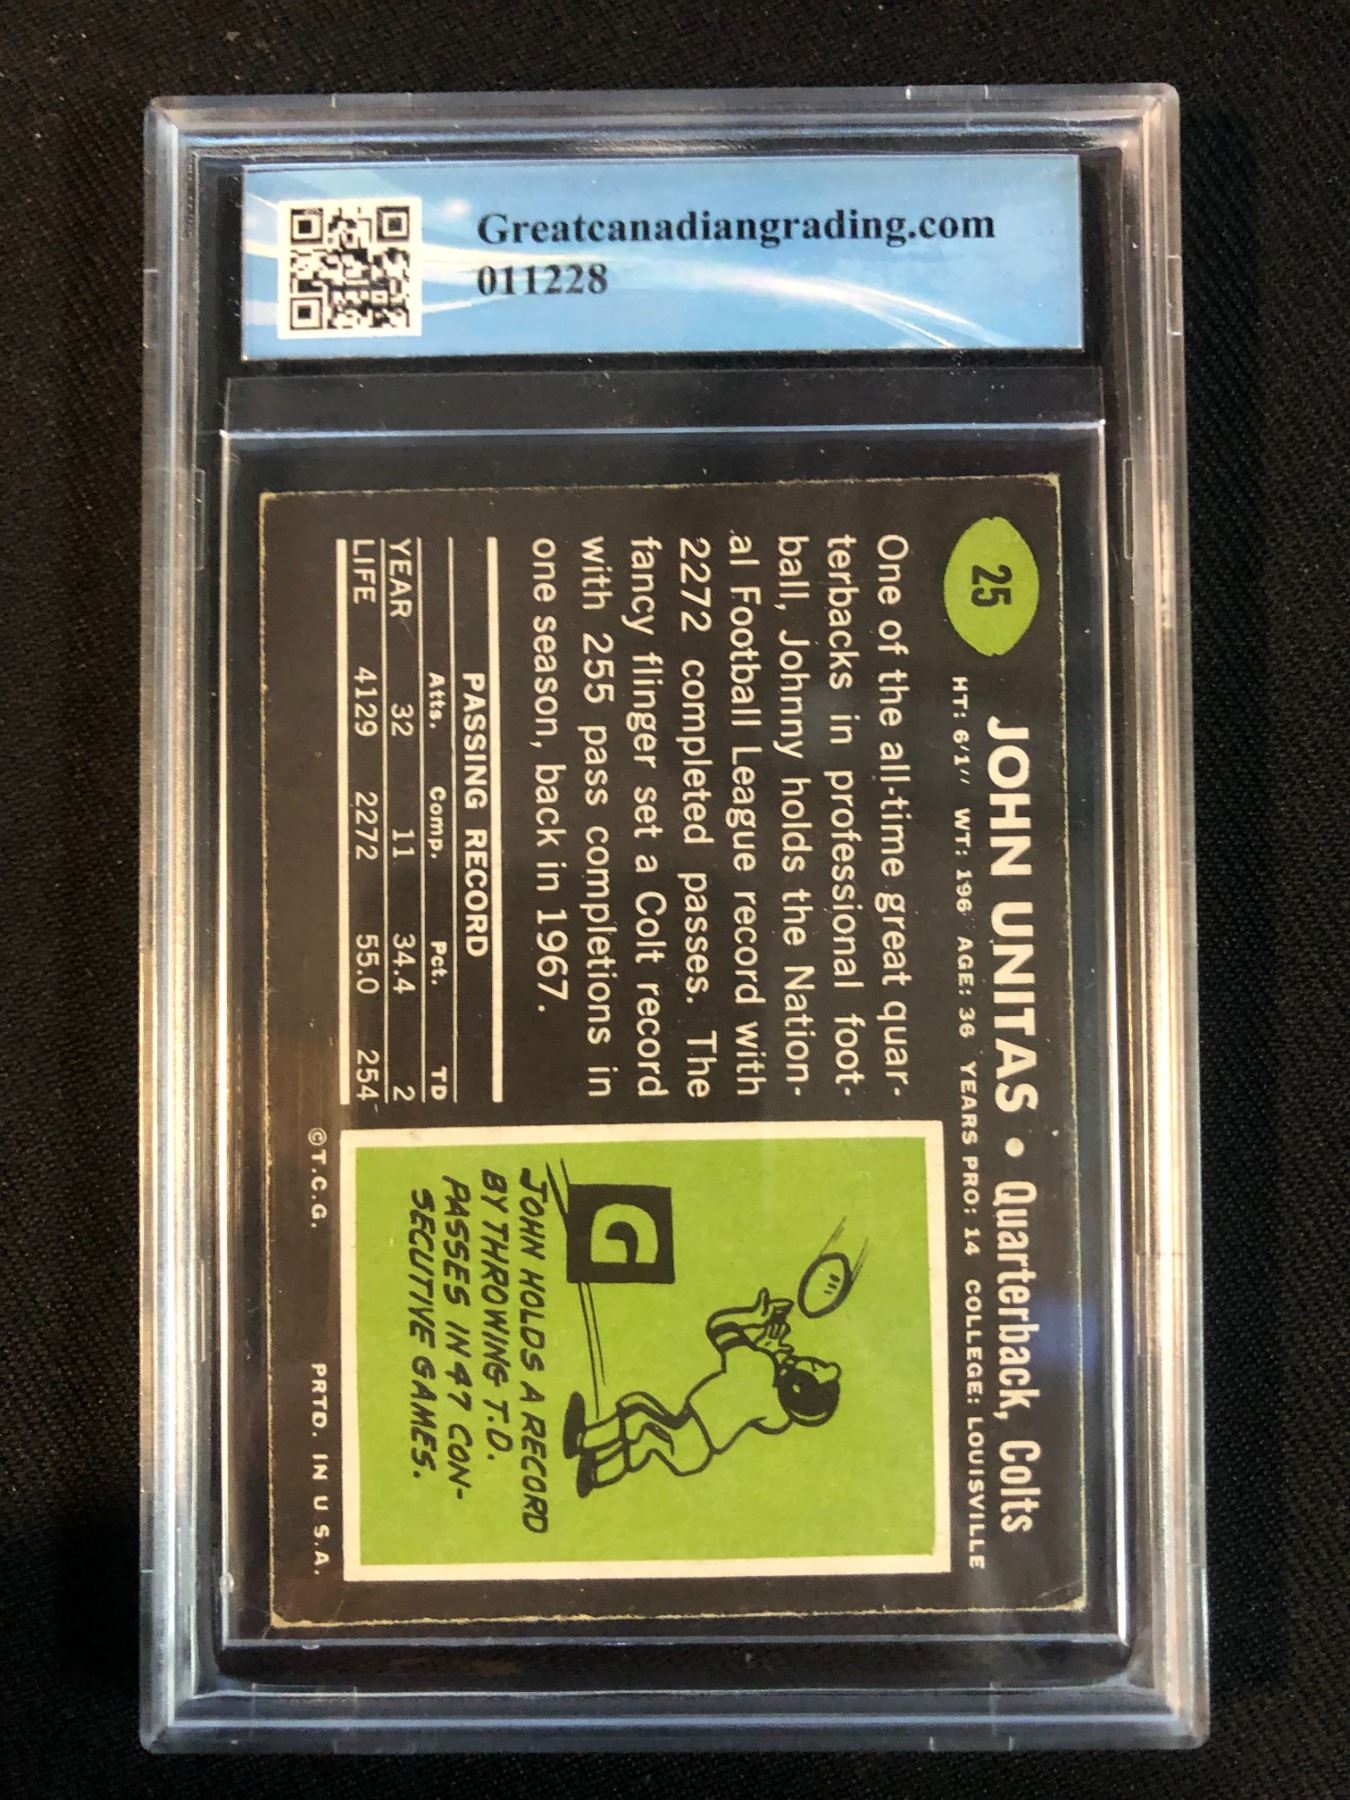 Greatcanadiangrading.com
011228
25
JOHN UNITAS • Quarterback, Colts
HT: 6'1" WT: 196 AGE: 36 YEARS PRO: 14 COLLEGE: LOUISVILLE
One of the all-time great quar-
terbacks in professional foot-
ball, Johnny holds the Nation-
al Football League record with
2272 completed passes. The
fancy flinger set a Colt record
with 255 pass completions in
one season, back in 1967.
PASSING RECORD
Atts. Comp. Pct. TD
YEAR 32 11 34.4 2
LIFE 4129 2272 55.0 254
G
JOHN HOLDS A RECORD
BY THROWING T.D.
PASSES IN 47 CON-
SECUTIVE GAMES.
©T.C.G. PRTD. IN U S.A.